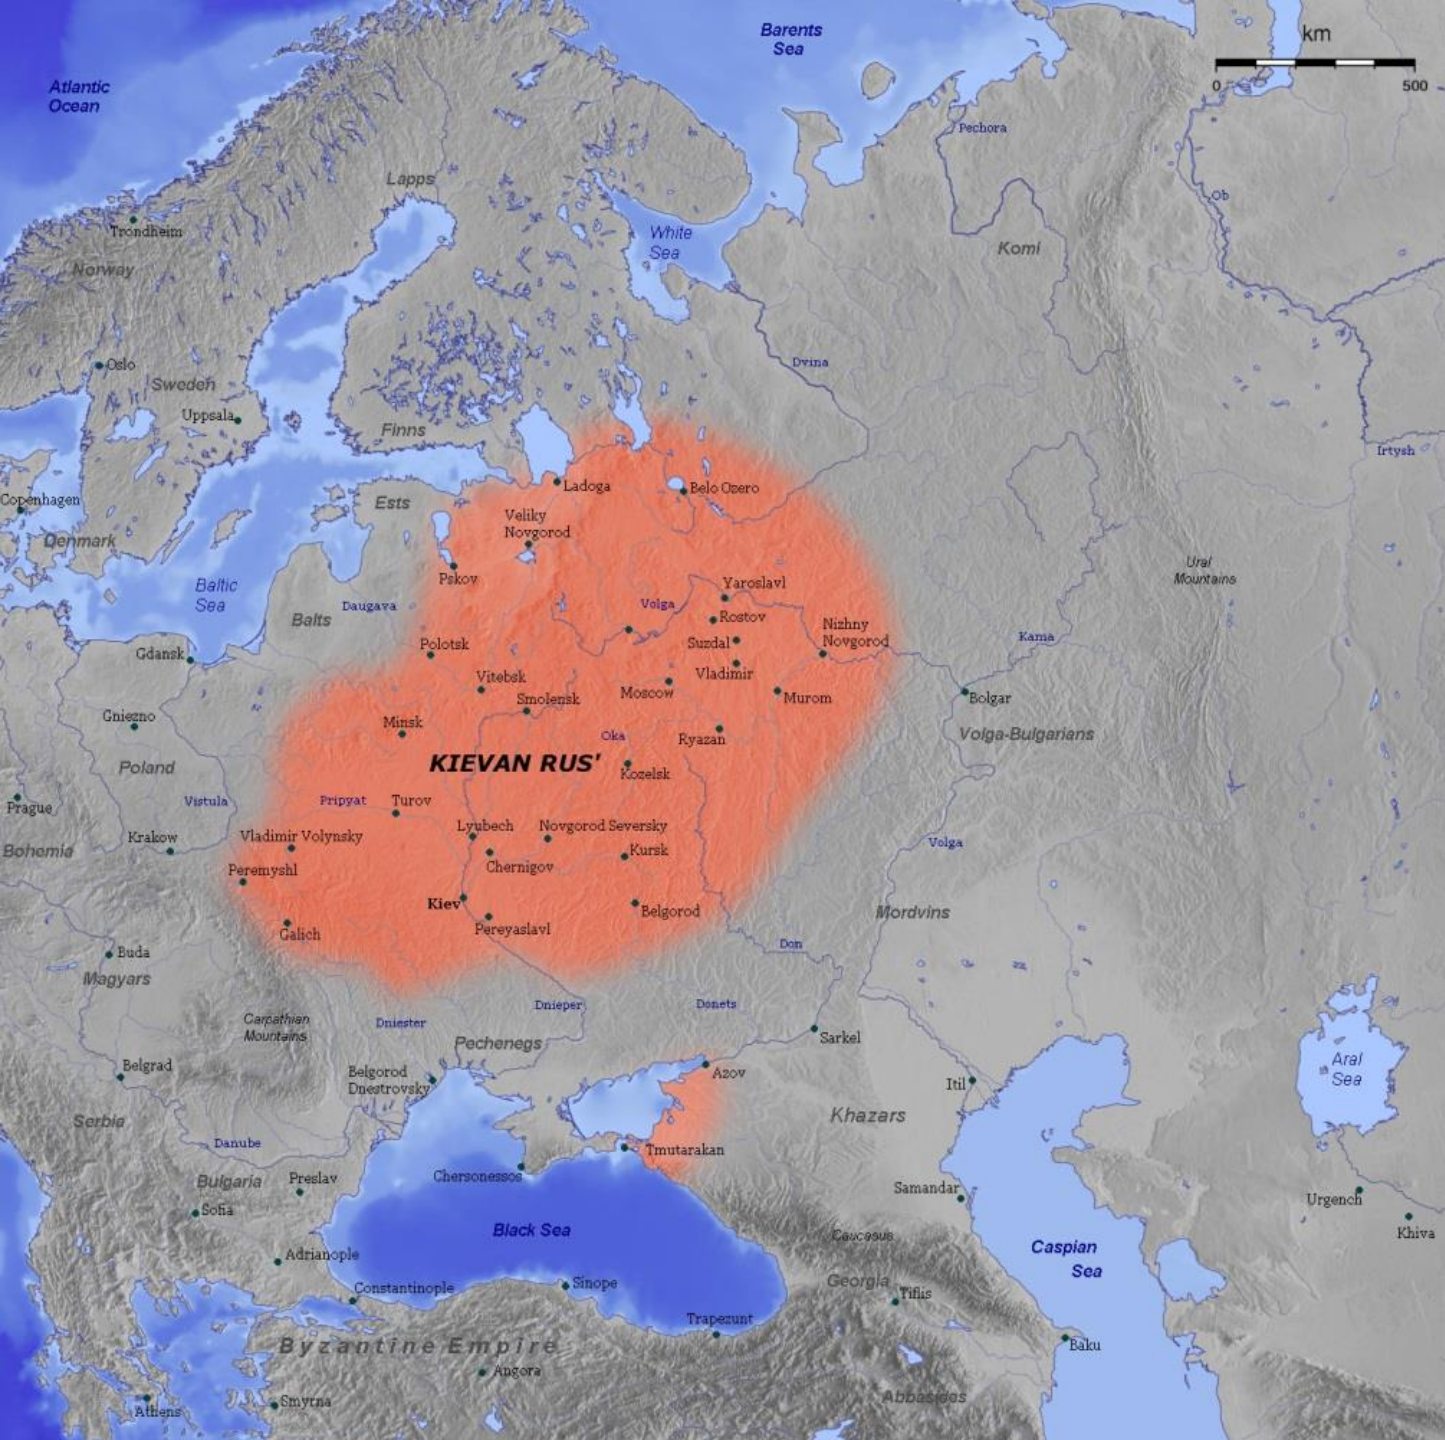 Barents
Sea
km
0
500
Atlantic
Ocean
Pechora
Lapps
Ob
Trondheim
White
Sea
Komi
Norway
Dvina
Oslo
Sweden
Uppsala
Finns
Irtysh
Ladoga
Belo Ozero
Copenhagen
Ests
Veliky
Novgorod
Denmark
Ural
Mountains
Pskov
Baltic
Sea
Yaroslavl
Daugava
Volga
Balts
Rostov
Nizhny
Novgorod
Kama
Polotsk
Suzdal
Gdansk
Vladimir
Vitebsk
Moscow
Murom
Bolgar
Smolensk
Gniezno
Minsk
Oka
Ryazan
Volga-Bulgarians
KIEVAN RUS'
Poland
Kozelsk
Prague
Vistula
Pripyat
Turov
Krakow
Vladimir Volynsky
Lyubech
Novgorod Seversky
Volga
Bohemia
Kursk
Peremyshl
Chernigov
Kiev
Belgorod
Mordvins
Galich
Pereyaslavl
Don
Buda
Magyars
Dnieper
Donets
Carpathian
Mountains
Dniester
Pechenegs
Sarkel
Aral
Sea
Belgrad
Belgorod
Dnestrovsky
Azov
Itil
Serbia
Khazars
Danube
Tmutarakan
Bulgaria
Preslav
Chersonessos
Samandar
Urgench
Sofia
Black Sea
Khiva
Caucasus
Caspian
Sea
Adrianople
Constantinople
Sinope
Georgia
Tiflis
Trapezunt
Byzantine Empire
Baku
Angora
Smyrna
Abbasides
Athens